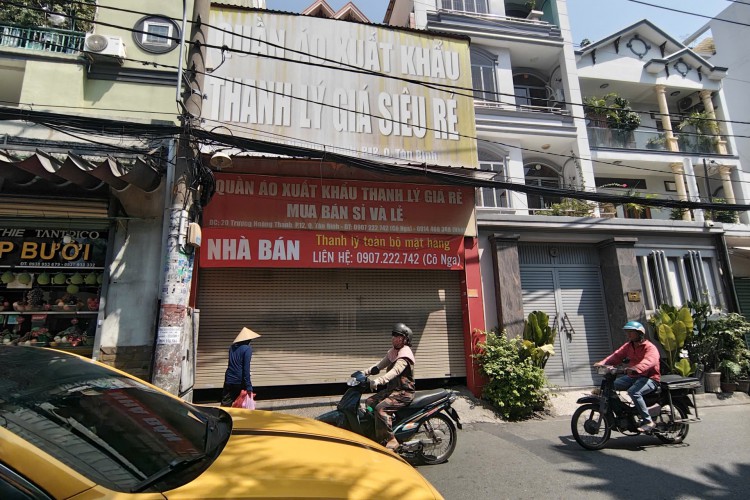 QUẦN ÁO XUẤT KHẨU
THANH LÝ GIÁ SIÊU RẺ
QUẦN ÁO XUẤT KHẨU THANH LÝ GIÁ RẺ
MUA BÁN SỈ VÀ LẺ
NHÀ BÁN
Thanh lý toàn bộ mặt hàng
LIÊN HỆ: 0907.222.742 (Cô Nga)
TANTRICO
P BƯỞI